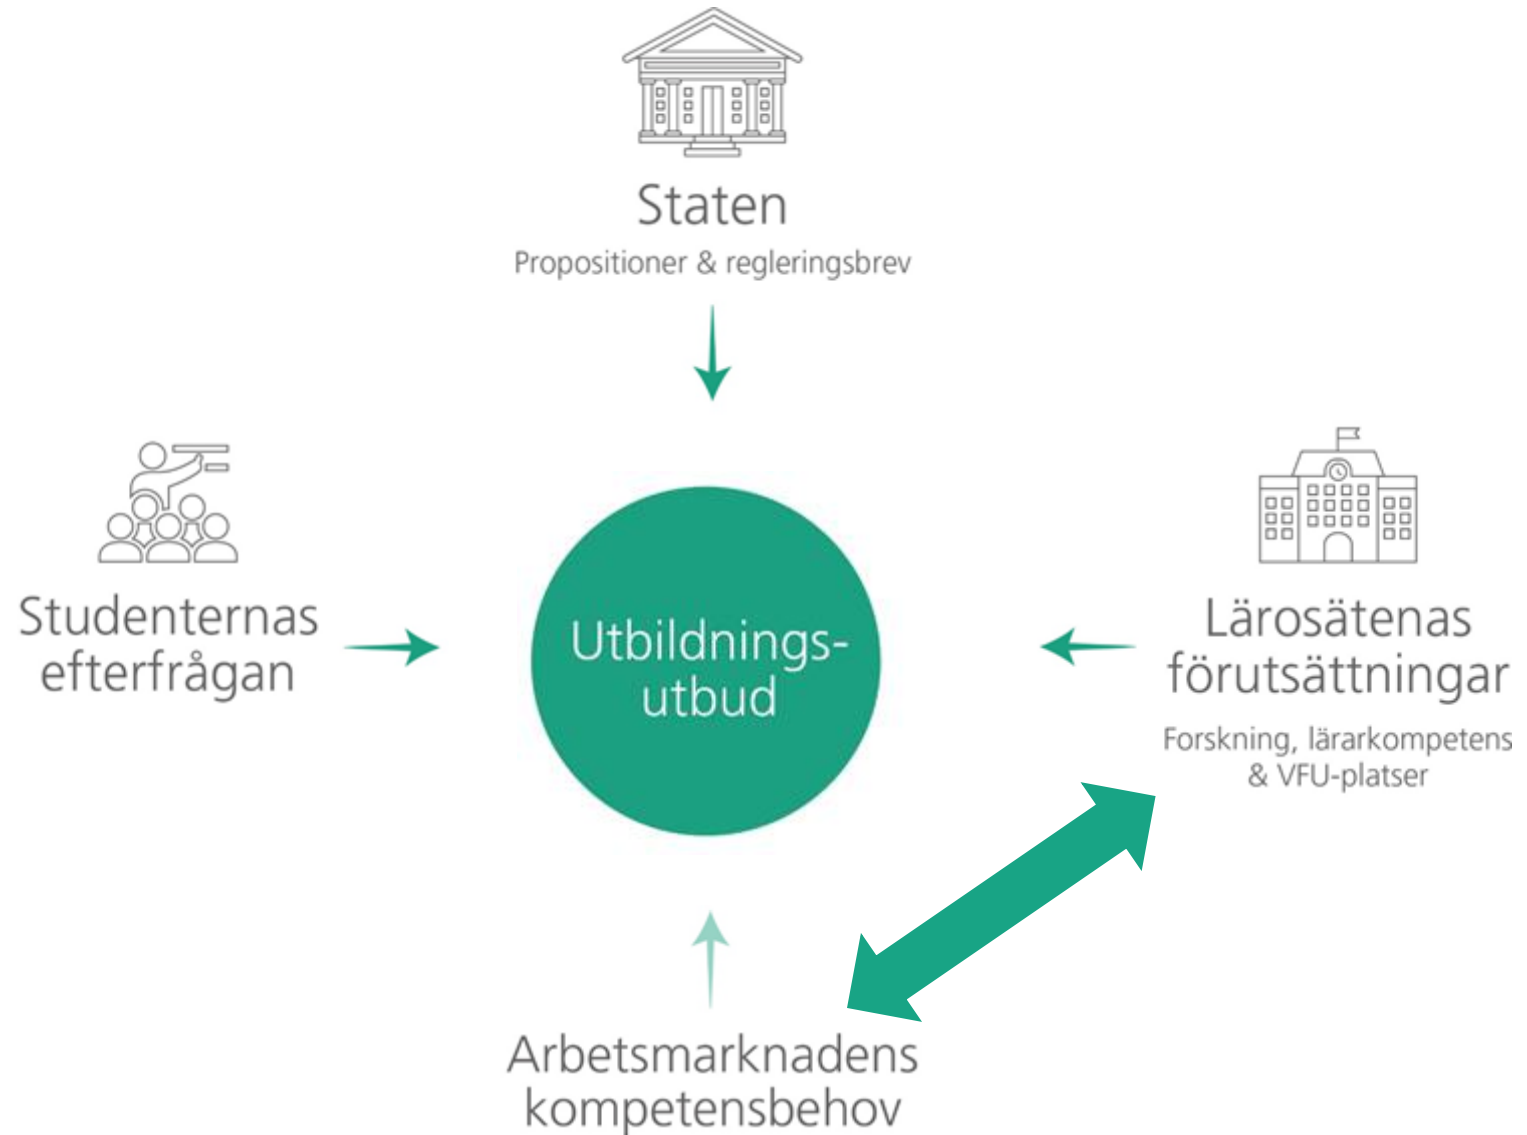 Staten
Propositioner & regleringsbrev
Studenternas
efterfrågan
Utbildnings-
utbud
Lärosätenas
förutsättningar
Forskning, lärarkompetens
& VFU-platser
Arbetsmarknadens
kompetensbehov